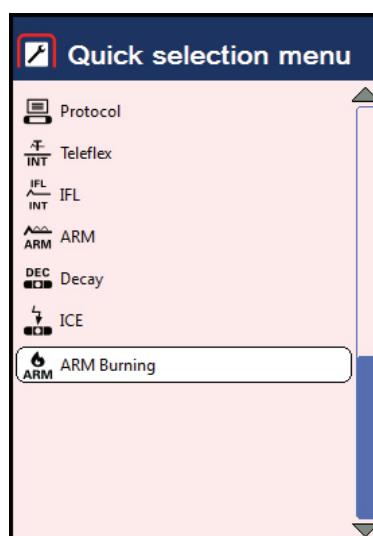 Quick selection menu
Protocol
INT
Teleflex
IFL
INT
IFL
ARM
ARM
DEC
Decay
ICE
ARM
ARM Burning